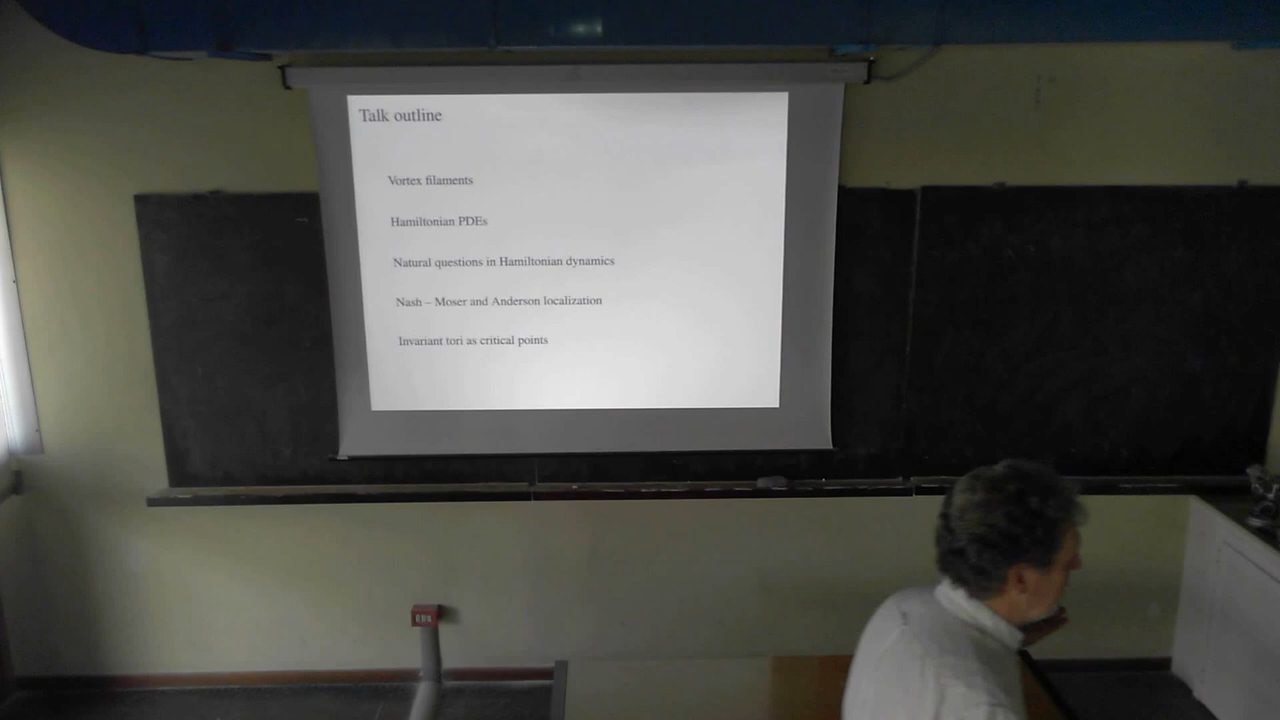 Talk outline
Vortex filaments
Hamiltonian PDEs
Natural questions in Hamiltonian dynamics
Nash – Moser and Anderson localization
Invariant tori as critical points